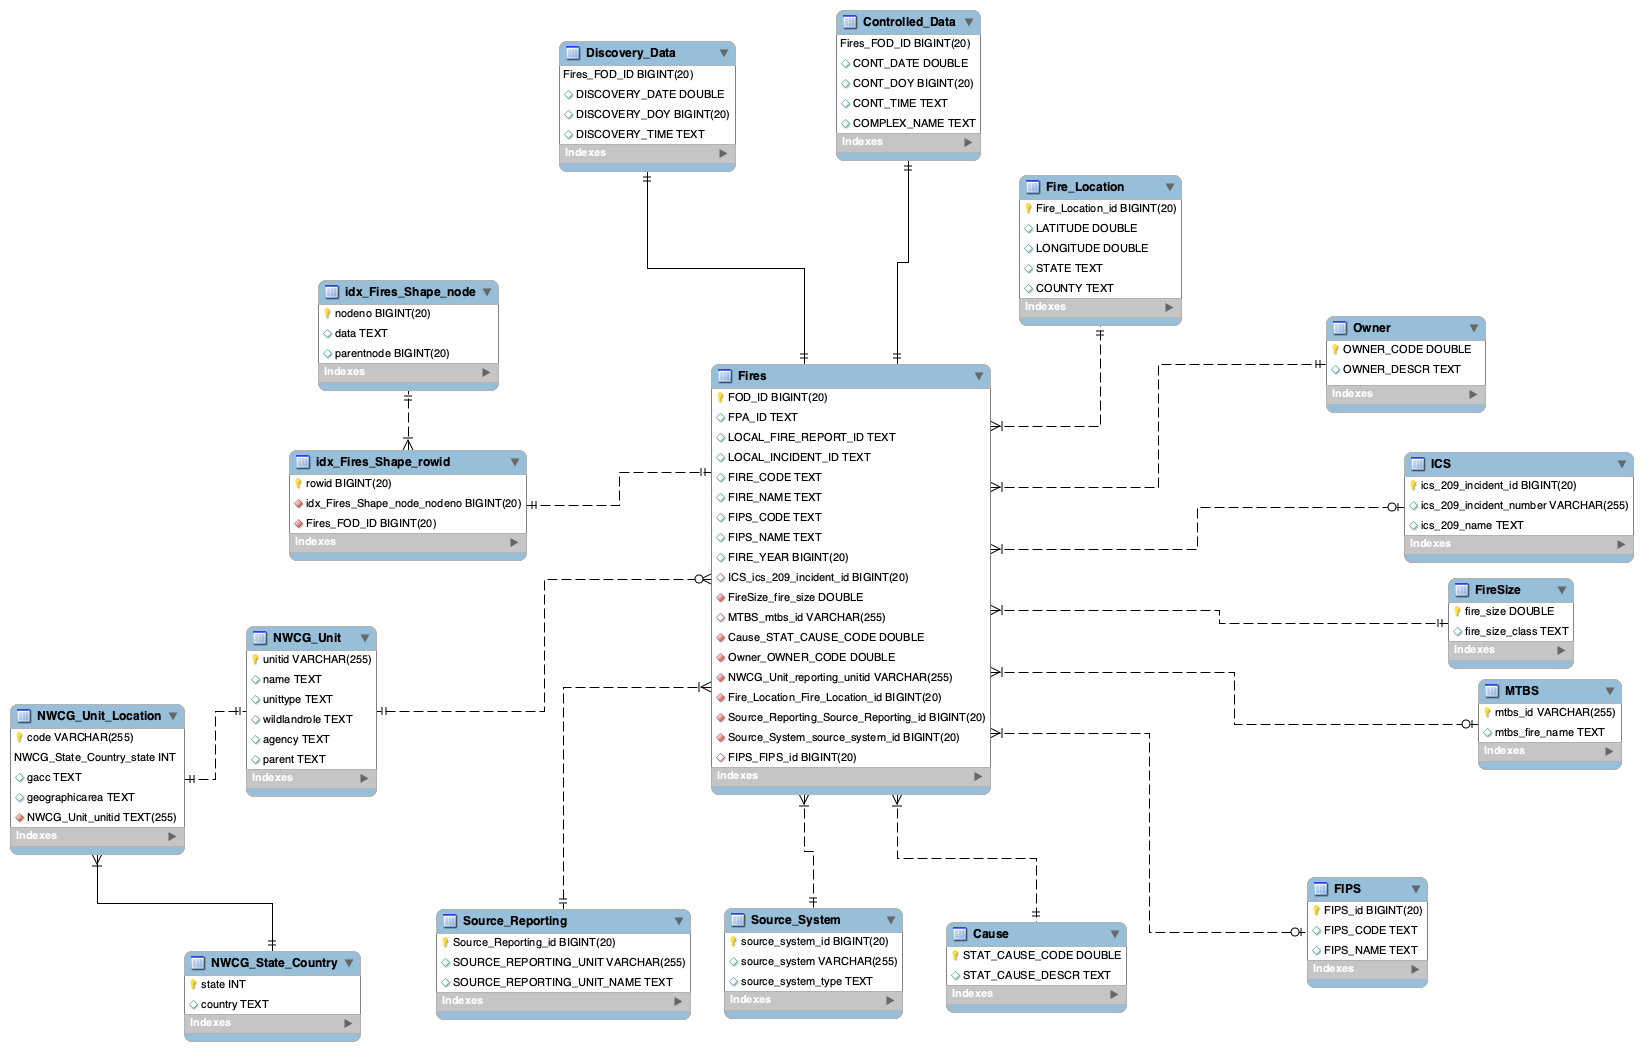 Controlled_Data
Fires_FOD_ID BIGINT(20)
CONT_DATE DOUBLE
CONT_DOY BIGINT(20)
CONT_TIME TEXT
COMPLEX_NAME TEXT
Indexes
Discovery_Data
Fires_FOD_ID BIGINT(20)
DISCOVERY_DATE DOUBLE
DISCOVERY_DOY BIGINT(20)
DISCOVERY_TIME TEXT
Indexes
Fire_Location
Fire_Location_id BIGINT(20)
LATITUDE DOUBLE
LONGITUDE DOUBLE
STATE TEXT
COUNTY TEXT
Indexes
idx_Fires_Shape_node
nodeno BIGINT(20)
data TEXT
parentnode BIGINT(20)
Indexes
Owner
OWNER_CODE DOUBLE
OWNER_DESCR TEXT
Indexes
Fires
FOD_ID BIGINT(20)
FPA_ID TEXT
LOCAL_FIRE_REPORT_ID TEXT
LOCAL_INCIDENT_ID TEXT
FIRE_CODE TEXT
FIRE_NAME TEXT
FIPS_CODE TEXT
FIPS_NAME TEXT
FIRE_YEAR BIGINT(20)
ICS_ics_209_incident_id BIGINT(20)
FireSize_fire_size DOUBLE
MTBS_mtbs_id VARCHAR(255)
Cause_STAT_CAUSE_CODE DOUBLE
Owner_OWNER_CODE DOUBLE
NWCG_Unit_reporting_unitid VARCHAR(255)
Fire_Location_Fire_Location_id BIGINT(20)
Source_Reporting_Source_Reporting_id BIGINT(20)
Source_System_source_system_id BIGINT(20)
FIPS_FIPS_id BIGINT(20)
Indexes
idx_Fires_Shape_rowid
rowid BIGINT(20)
idx_Fires_Shape_node_nodeno BIGINT(20)
Fires_FOD_ID BIGINT(20)
Indexes
ICS
ics_209_incident_id BIGINT(20)
ics_209_incident_number VARCHAR(255)
ics_209_name TEXT
Indexes
FireSize
fire_size DOUBLE
fire_size_class TEXT
Indexes
NWCG_Unit
unitid VARCHAR(255)
name TEXT
unittype TEXT
wildlandrole TEXT
agency TEXT
parent TEXT
Indexes
MTBS
mtbs_id VARCHAR(255)
mtbs_fire_name TEXT
Indexes
NWCG_Unit_Location
code VARCHAR(255)
NWCG_State_Country_state INT
gacc TEXT
geographicarea TEXT
NWCG_Unit_unitid TEXT(255)
Indexes
FIPS
FIPS_id BIGINT(20)
FIPS_CODE TEXT
FIPS_NAME TEXT
Indexes
Source_Reporting
Source_Reporting_id BIGINT(20)
SOURCE_REPORTING_UNIT VARCHAR(255)
SOURCE_REPORTING_UNIT_NAME TEXT
Indexes
Source_System
source_system_id BIGINT(20)
source_system VARCHAR(255)
source_system_type TEXT
Indexes
Cause
STAT_CAUSE_CODE DOUBLE
STAT_CAUSE_DESCR TEXT
Indexes
NWCG_State_Country
state INT
country TEXT
Indexes